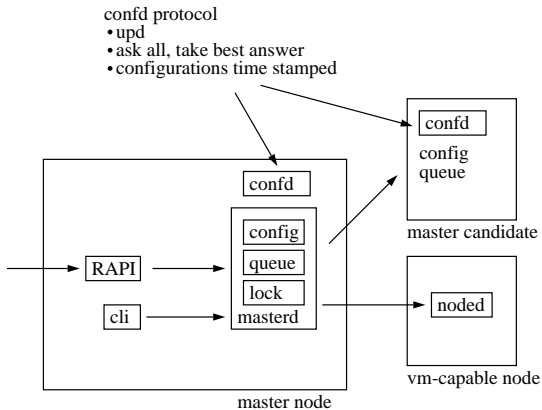 confd protocol
• upd
• ask all, take best answer
• configurations time stamped
confd
config
queue
master candidate
confd
config
queue
lock
masterd
RAPI
cli
master node
noded
vm-capable node